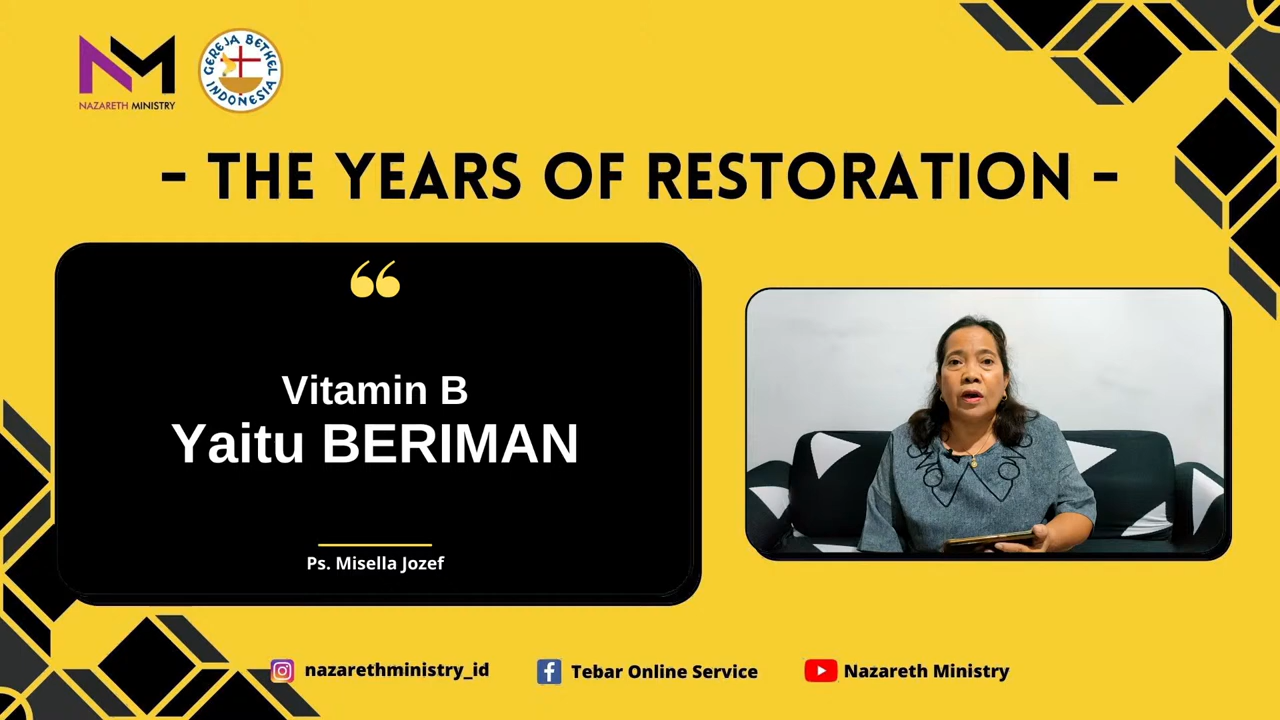 NAZARETH MINISTRY
GEREJA BETHEL INDONESIA
- THE YEARS OF RESTORATION -
“
Vitamin B
Yaitu BERIMAN
Ps. Misella Jozef
nazarethministry_id
Tebar Online Service
Nazareth Ministry